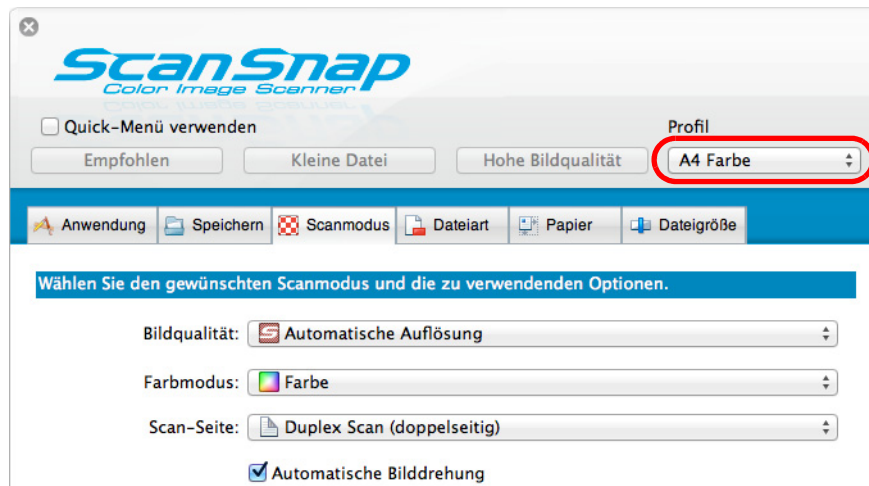 ScanSnap
Color Image Scanner
Quick-Menü verwenden
Profil
Empfohlen Kleine Datei Hohe Bildqualität A4 Farbe
Anwendung Speichern Scanmodus Dateiart Papier Dateigröße
Wählen Sie den gewünschten Scanmodus und die zu verwendenden Optionen.
Bildqualität: Automatische Auflösung
Farbmodus: Farbe
Scan-Seite: Duplex Scan (doppelseitig)
Automatische Bilddrehung